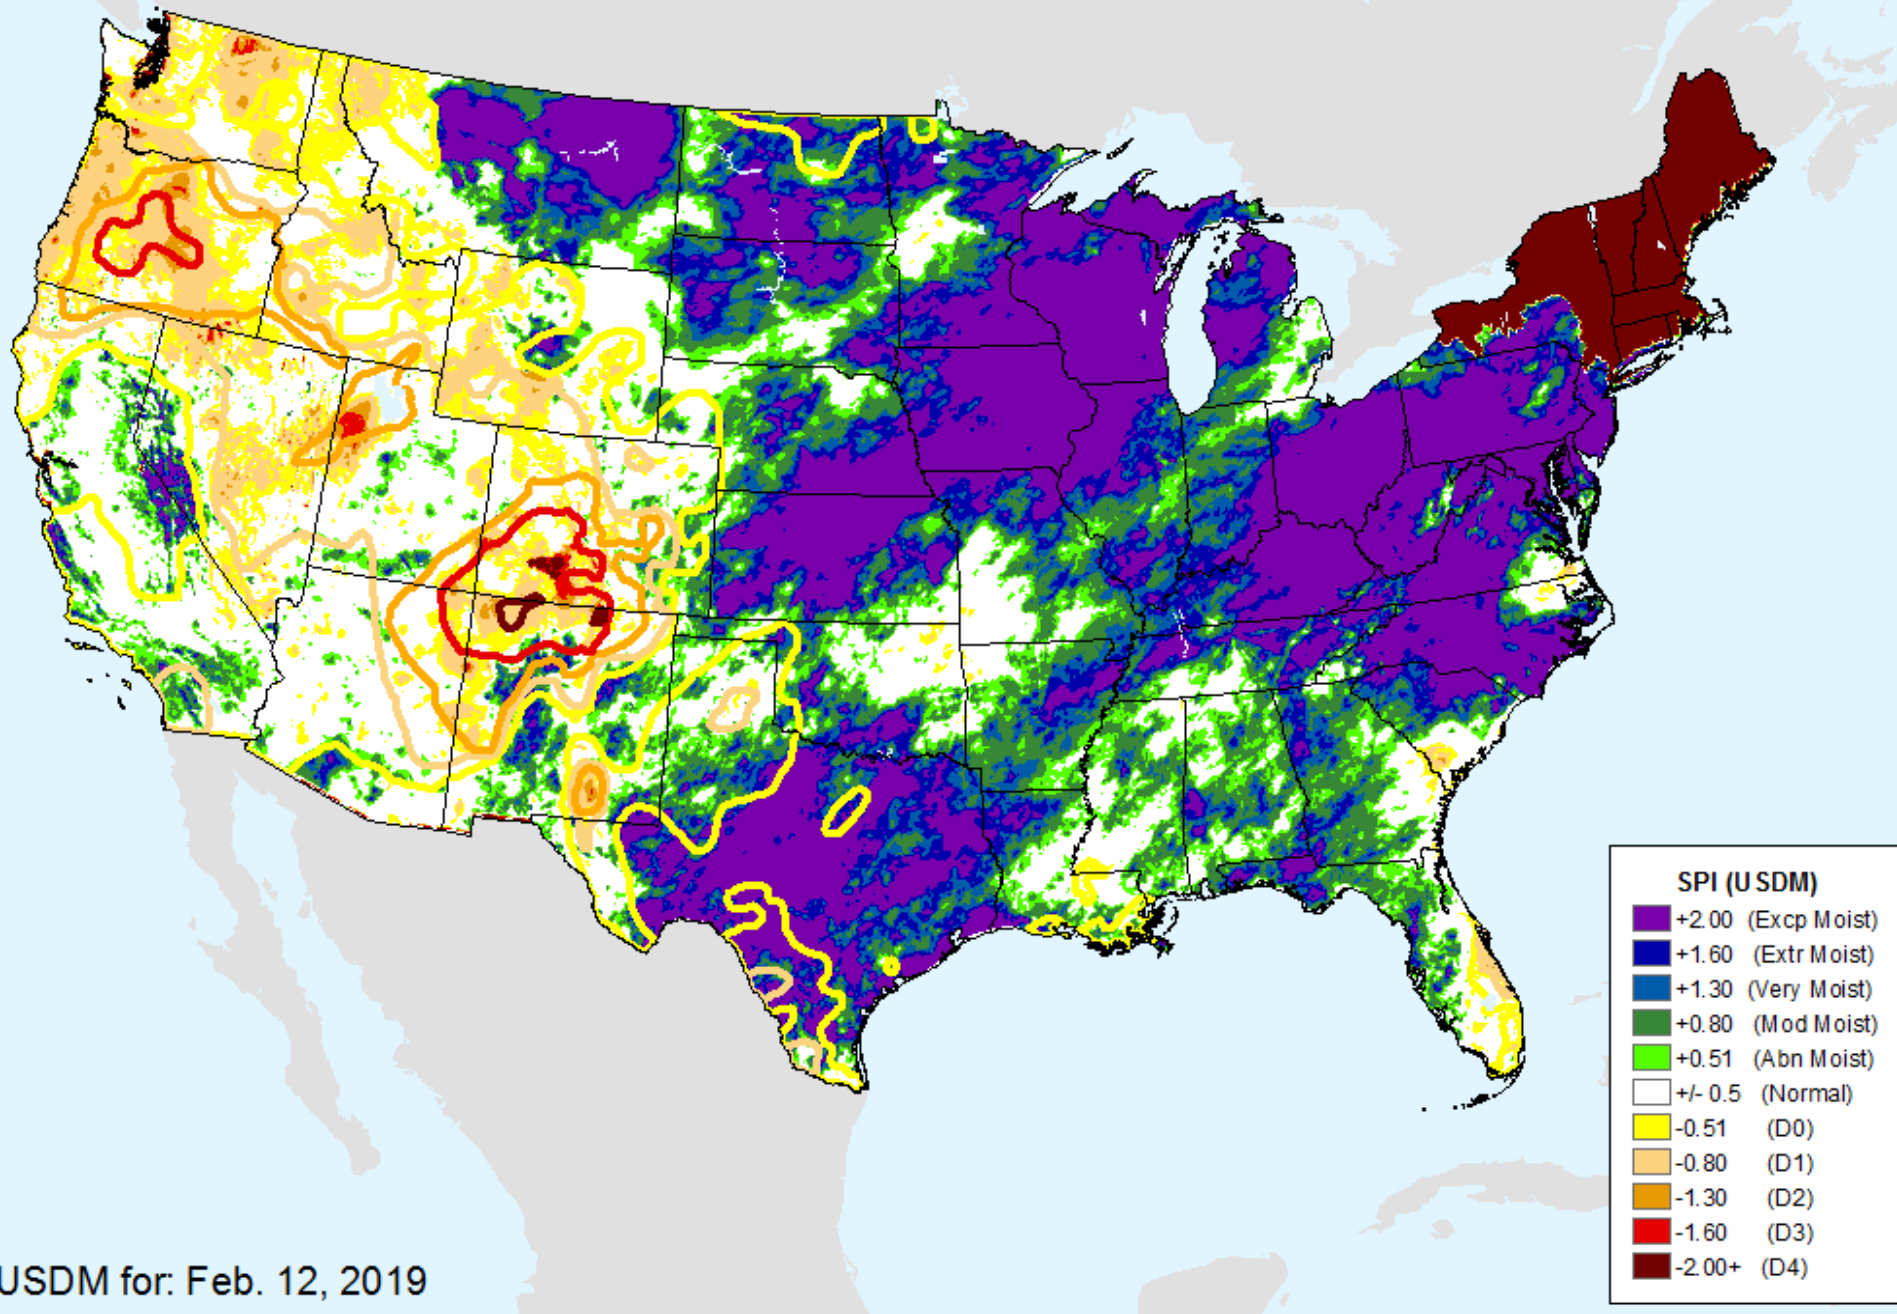 SPI (USDM)
+2.00 (Excp Moist)
+1.60 (Extr Moist)
+1.30 (Very Moist)
+0.80 (Mod Moist)
+0.51 (Abn Moist)
+/- 0.5 (Normal)
-0.51 (D0)
-0.80 (D1)
-1.30 (D2)
-1.60 (D3)
-2.00+ (D4)
USDM for: Feb. 12, 2019